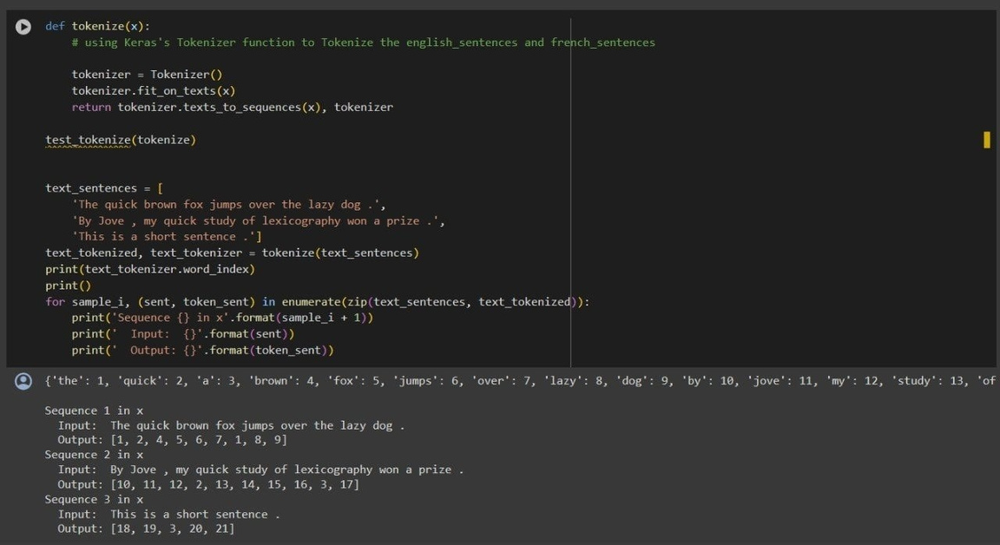 def tokenize(x):
    # using Keras's Tokenizer function to Tokenize the english_sentences and french_sentences
    tokenizer = Tokenizer()
    tokenizer.fit_on_texts(x)
    return tokenizer.texts_to_sequences(x), tokenizer
test_tokenize(tokenize)
text_sentences = [
    'The quick brown fox jumps over the lazy dog .',
    'By Jove , my quick study of lexicography won a prize .',
    'This is a short sentence .']
text_tokenized, text_tokenizer = tokenize(text_sentences)
print(text_tokenizer.word_index)
print()
for sample_i, (sent, token_sent) in enumerate(zip(text_sentences, text_tokenized)):
    print('Sequence {} in x'.format(sample_i + 1))
    print('  Input:  {}'.format(sent))
    print('  Output: {}'.format(token_sent))
{'the': 1, 'quick': 2, 'a': 3, 'brown': 4, 'fox': 5, 'jumps': 6, 'over': 7, 'lazy': 8, 'dog': 9, 'by': 10, 'jove': 11, 'my': 12, 'study': 13, 'of
Sequence 1 in x
  Input:  The quick brown fox jumps over the lazy dog .
  Output: [1, 2, 4, 5, 6, 7, 1, 8, 9]
Sequence 2 in x
  Input:  By Jove , my quick study of lexicography won a prize .
  Output: [10, 11, 12, 2, 13, 14, 15, 16, 3, 17]
Sequence 3 in x
  Input:  This is a short sentence .
  Output: [18, 19, 3, 20, 21]